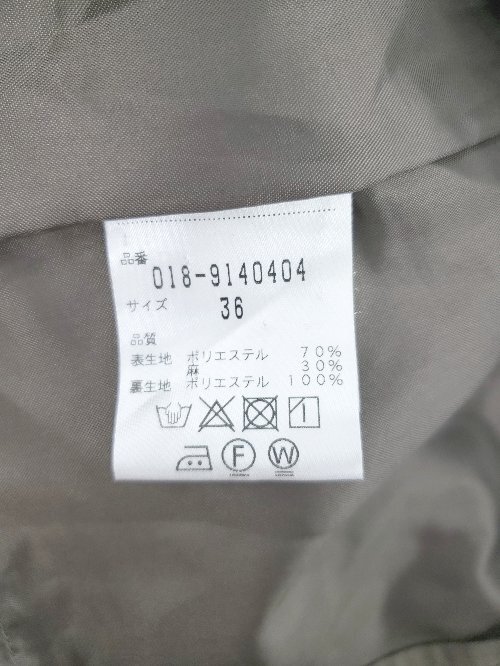 品番
018-9140404
サイズ 36
品質
表生地 ポリエステル 70%
麻 30%
裏生地 ポリエステル 100%
F W